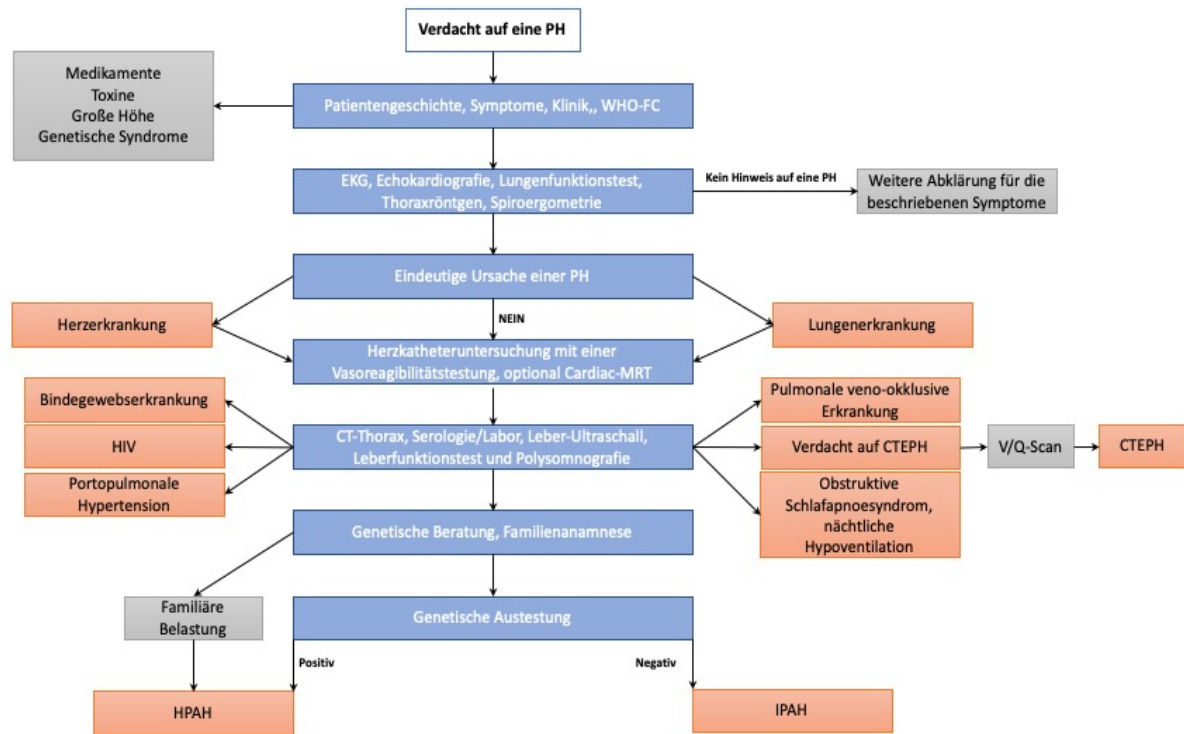 Verdacht auf eine PH
Medikamente
Toxine
Große Höhe
Genetische Syndrome
Patientengeschichte, Symptome, Klinik,, WHO-FC
EKG, Echokardiografie, Lungenfunktionstest,
Thoraxröntgen, Spiroergometrie
Kein Hinweis auf eine PH
Weitere Abklärung für die
beschriebenen Symptome
Eindeutige Ursache einer PH
Herzerkrankung
NEIN
Lungenerkrankung
Herzkatheteruntersuchung mit einer
Vasoreagibilitätstestung, optional Cardiac-MRT
Bindegewebserkrankung
HIV
Portopulmonale
Hypertension
CT-Thorax, Serologie/Labor, Leber-Ultraschall,
Leberfunktionstest und Polysomnografie
Pulmonale veno-okklusive
Erkrankung
Verdacht auf CTEPH
V/Q-Scan
CTEPH
Obstruktive
Schlafapnoesyndrom,
nächtliche
Hypoventilation
Genetische Beratung, Familienanamnese
Familiäre
Belastung
Genetische Austestung
Positiv
Negativ
HPAH
IPAH